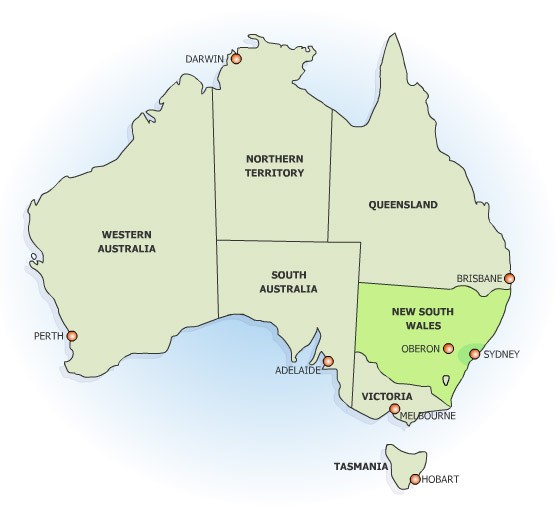 DARWIN
NORTHERN
TERRITORY
QUEENSLAND
WESTERN
AUSTRALIA
SOUTH
AUSTRALIA
BRISBANE
NEW SOUTH
WALES
PERTH
OBERON
SYDNEY
ADELAIDE
VICTORIA
MELBOURNE
TASMANIA
HOBART